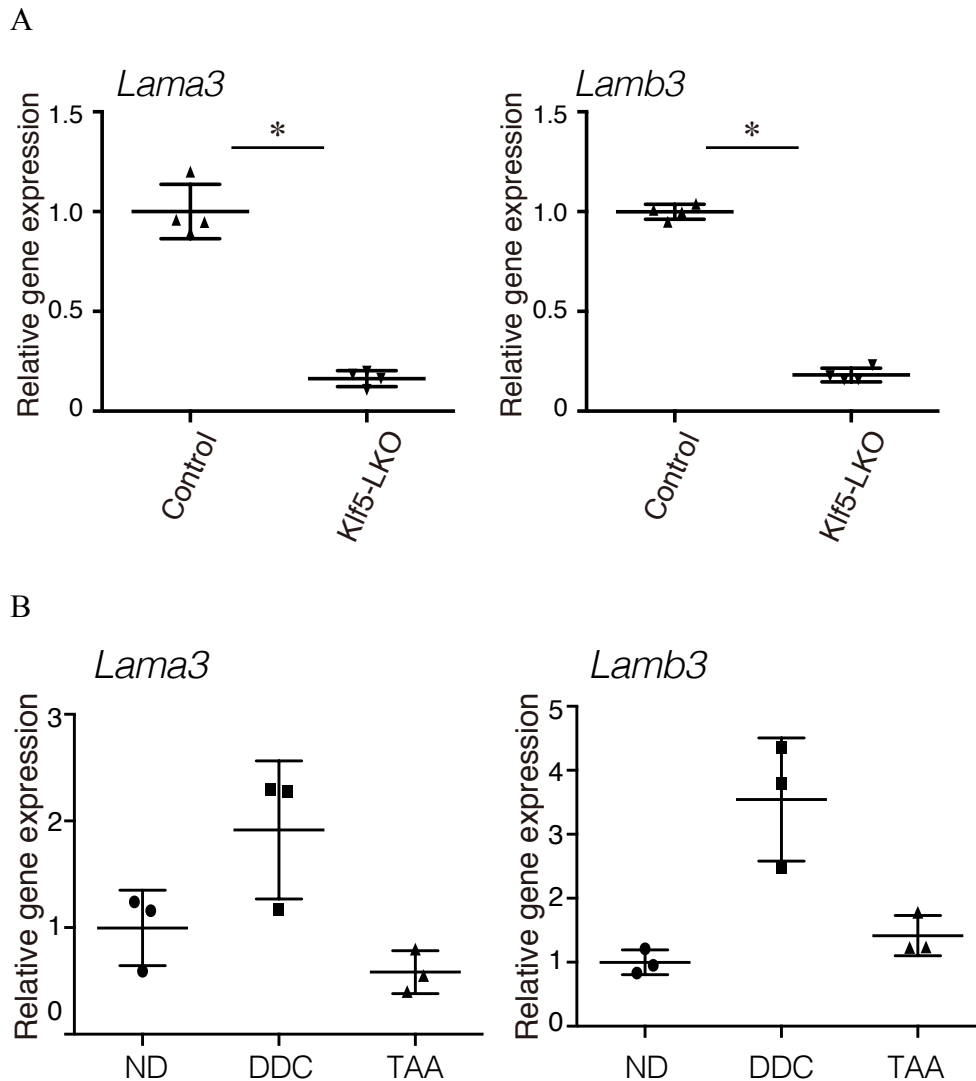 A
Lama3
Relative gene expression
1.5
1.0
0.5
0
*
Control
Klf5-LKO
Lamb3
Relative gene expression
1.5
1.0
0.5
0
*
Control
Klf5-LKO
B
Lama3
Relative gene expression
3
2
1
0
ND
DDC
TAA
Lamb3
Relative gene expression
5
4
3
2
1
0
ND
DDC
TAA